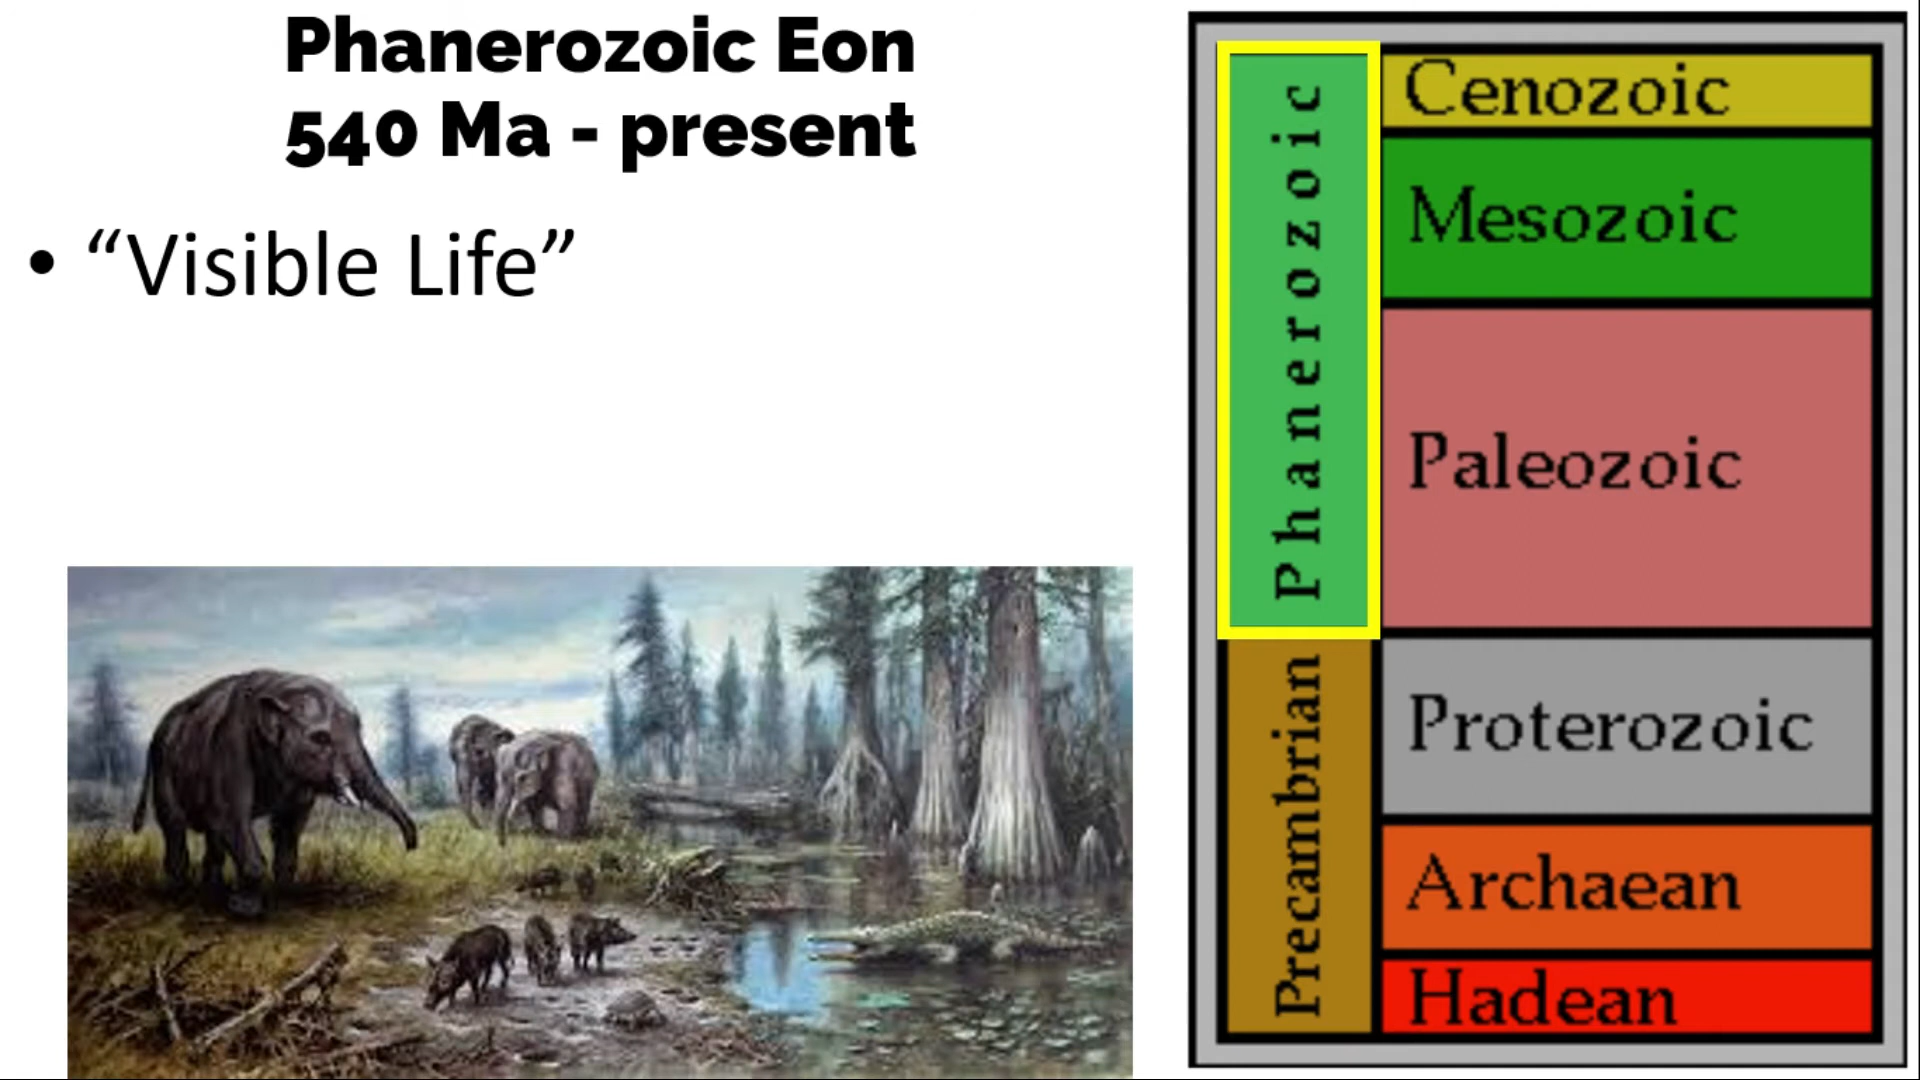 Phanerozoic Eon
540 Ma - present
• “Visible Life”
Phanerozoic
Precambrian
Cenozoic
Mesozoic
Paleozoic
Proterozoic
Archaean
Hadean